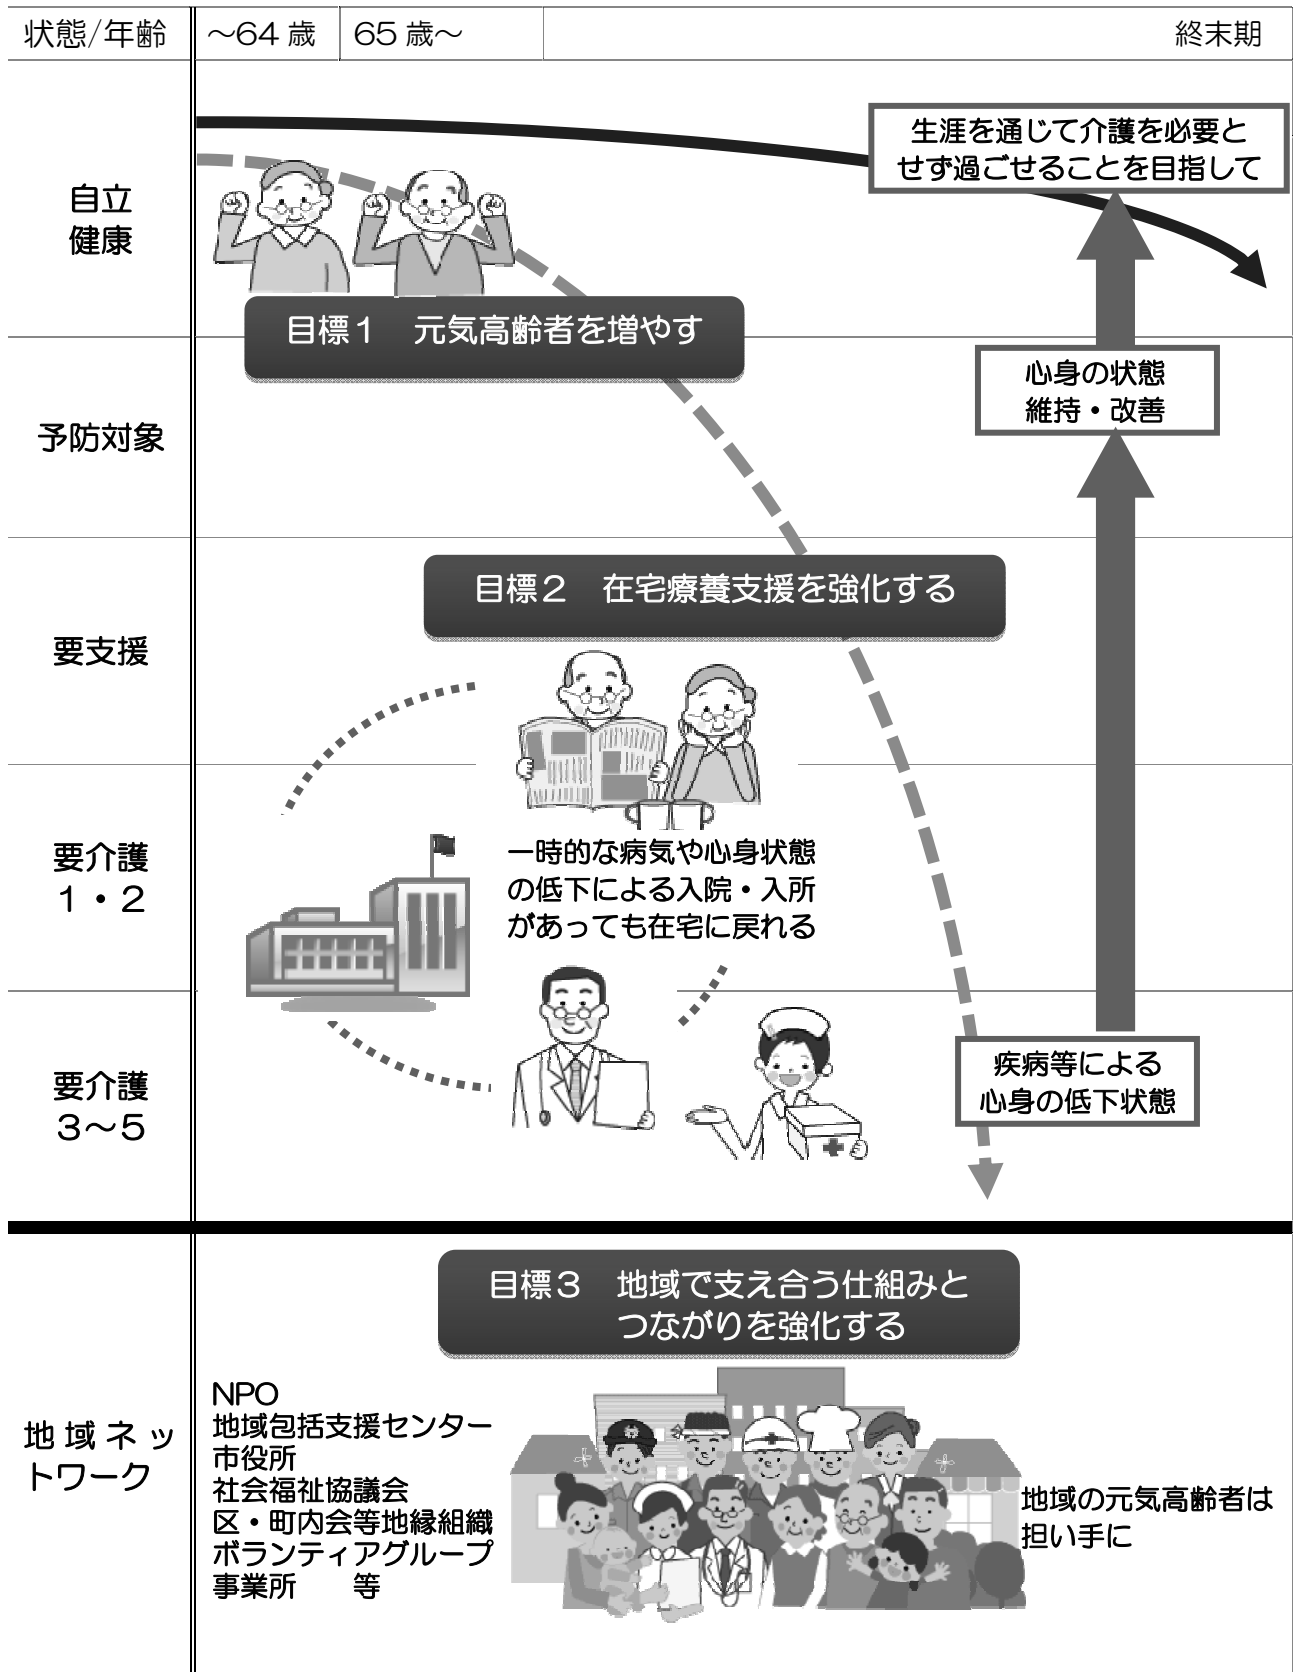 状態/年齢
～64歳
65歳～
終末期
生涯を通じて介護を必要と
せず過ごせることを目指して
自立
健康
目標１　元気高齢者を増やす
心身の状態
維持・改善
予防対象
目標２　在宅療養支援を強化する
要支援
要介護
１・２
一時的な病気や心身状態
の低下による入院・入所
があっても在宅に戻れる
要介護
３～５
疾病等による
心身の低下状態
目標３　地域で支え合う仕組みと
つながりを強化する
地域ネッ
トワーク
NPO
地域包括支援センター
市役所
社会福祉協議会
区・町内会等地縁組織
ボランティアグループ
事業所　　等
地域の元気高齢者は
担い手に